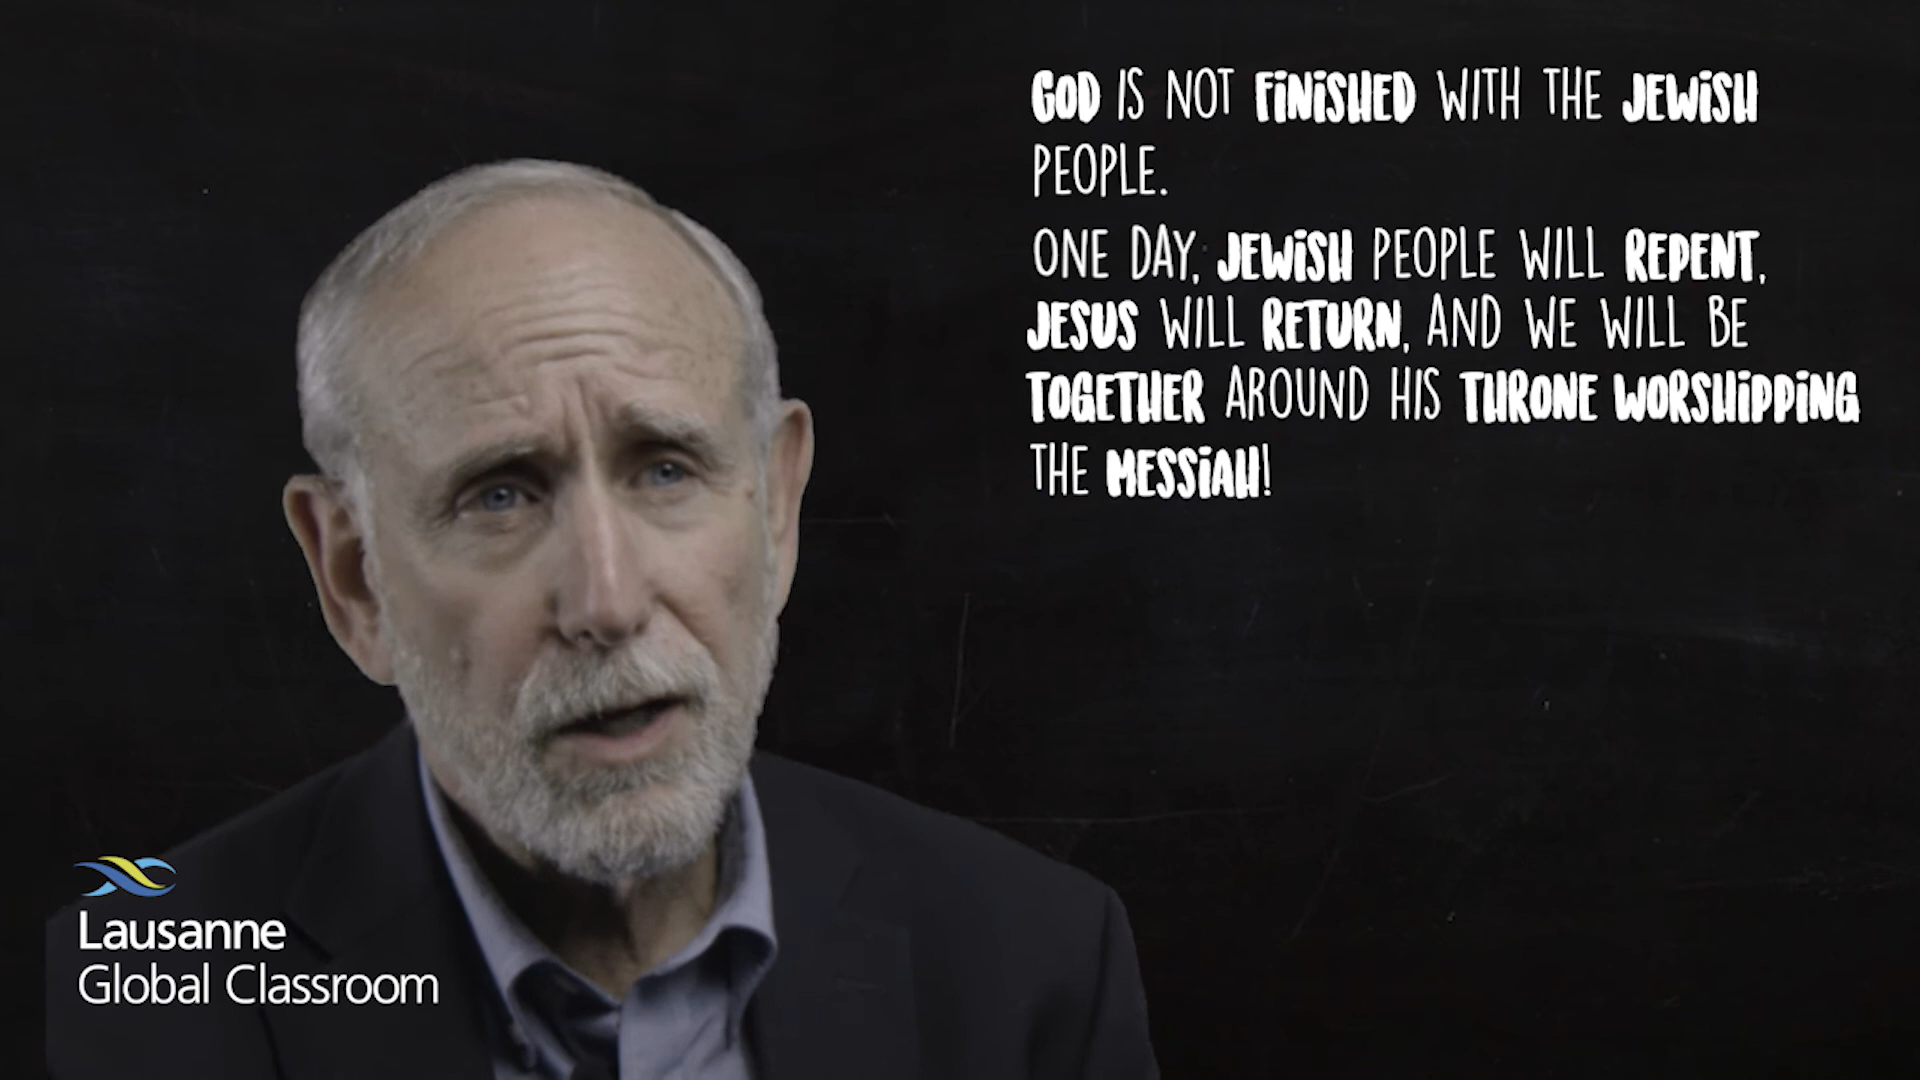 GOD IS NOT FINISHED WITH THE JEWISH
PEOPLE.
ONE DAY, JEWISH PEOPLE WILL REPENT,
JESUS WILL RETURN, AND WE WILL BE
TOGETHER AROUND HIS THRONE WORSHIPPING
THE MESSIAH!
Lausanne
Global Classroom